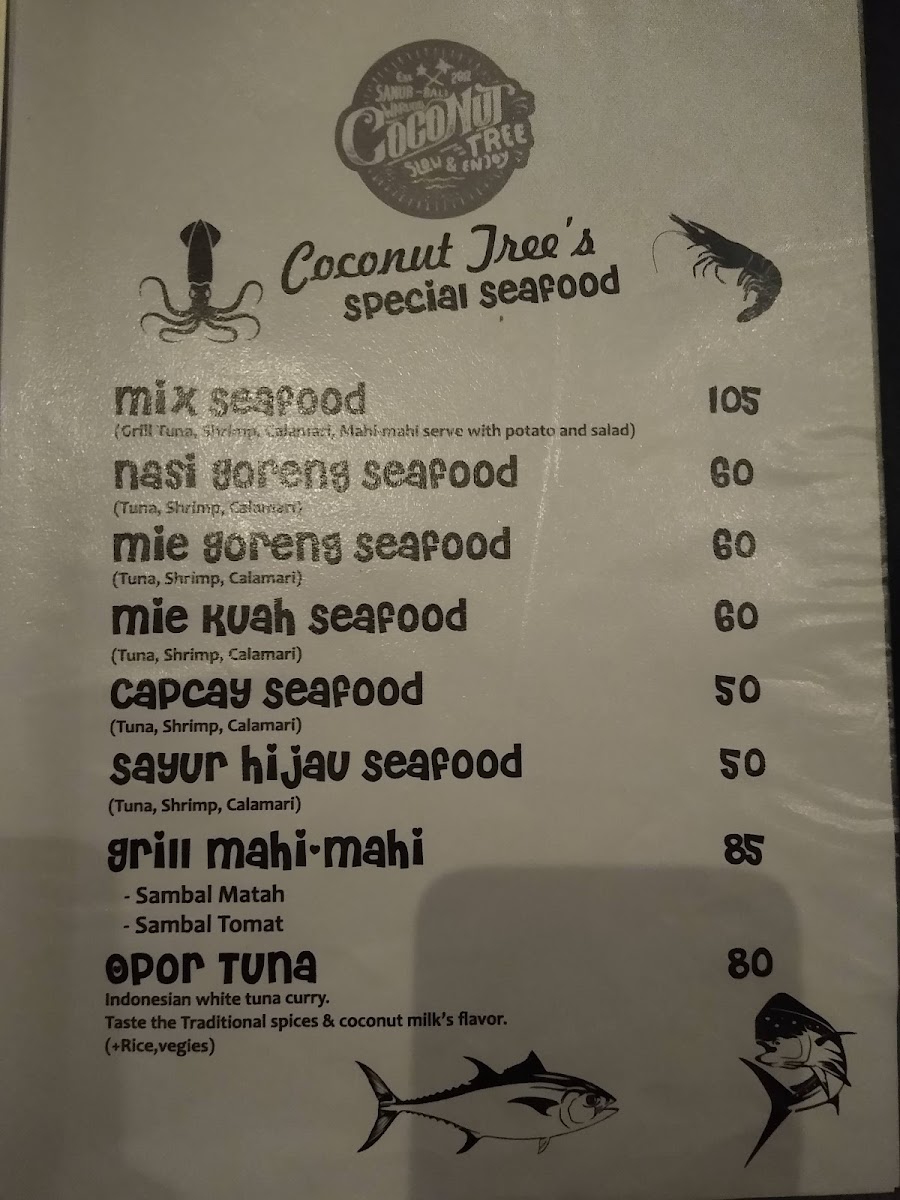 Est 2012
SANUR - BALI
WARUNG
COCONUT
TREE
SLOW & ENJOY
Coconut Tree's
special seafood
mix seafood 105
(Grill Tuna, Shrimp, Calamari, Mahi-mahi serve with potato and salad)
nasi goreng seafood 60
(Tuna, Shrimp, Calamari)
mie goreng seafood 60
(Tuna, Shrimp, Calamari)
mie kuah seafood 60
(Tuna, Shrimp, Calamari)
capcay seafood 50
(Tuna, Shrimp, Calamari)
sayur hijau seafood 50
(Tuna, Shrimp, Calamari)
grill mahi-mahi 85
- Sambal Matah
- Sambal Tomat
opor Tuna 80
Indonesian white tuna curry.
Taste the Traditional spices & coconut milk's flavor.
(+Rice,vegies)